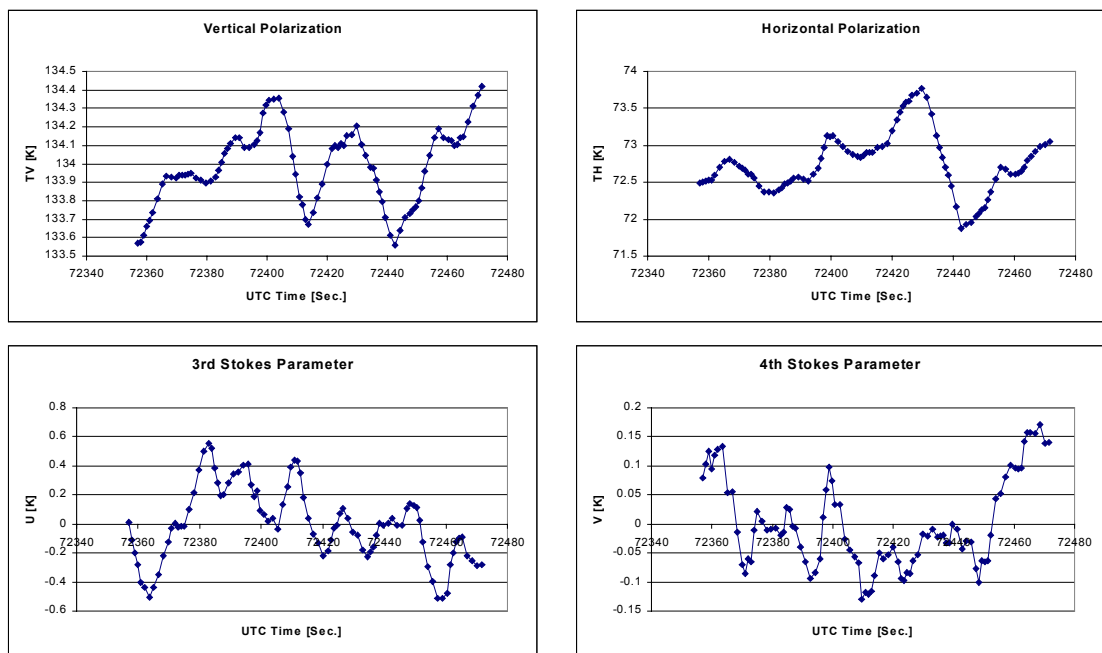 Vertical Polarization
TV [K]
134.5
134.4
134.3
134.2
134.1
134
133.9
133.8
133.7
133.6
133.5
72340 72360 72380 72400 72420 72440 72460 72480
UTC Time [Sec.]
Horizontal Polarization
TH [K]
74
73.5
73
72.5
72
71.5
72340 72360 72380 72400 72420 72440 72460 72480
UTC Time [Sec.]
3rd Stokes Parameter
U [K]
0.8
0.6
0.4
0.2
0
-0.2
-0.4
-0.6
72340 72360 72380 72400 72420 72440 72460 72480
UTC Time [Sec.]
4th Stokes Parameter
V [K]
0.2
0.15
0.1
0.05
0
-0.05
-0.1
-0.15
72340 72360 72380 72400 72420 72440 72460 72480
UTC Time [Sec.]